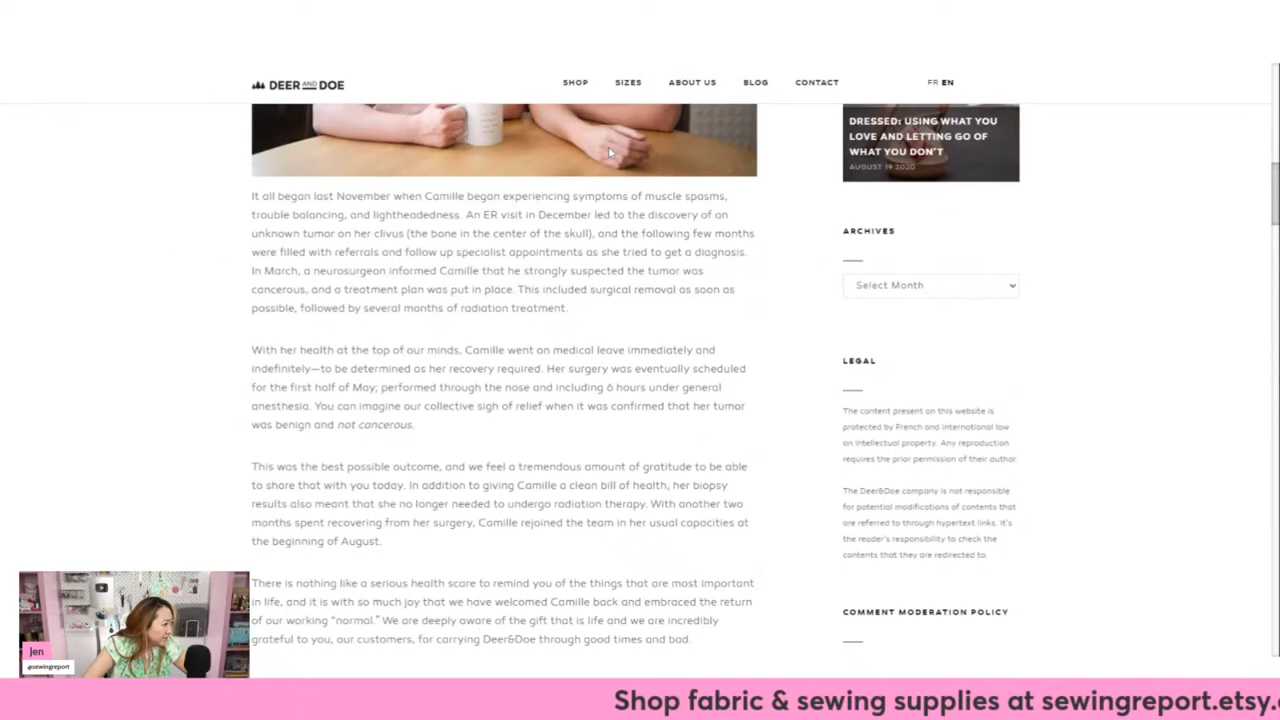 DEER AND DOE
SHOP SIZES ABOUT US BLOG CONTACT FR EN
It all began last November when Camille began experiencing symptoms of muscle spasms,
trouble balancing, and lightheadedness. An ER visit in December led to the discovery of an
unknown tumor on her clivus (the bone in the center of the skull), and the following few months
were filled with referrals and follow up specialist appointments as she tried to get a diagnosis.
In March, a neurosurgeon informed Camille that he strongly suspected the tumor was
cancerous, and a treatment plan was put in place. This included surgical removal as soon as
possible, followed by several months of radiation treatment.
With her health at the top of our minds, Camille went on medical leave immediately and
indefinitely—to be determined as her recovery required. Her surgery was eventually scheduled
for the first half of May, performed through the nose and including 6 hours under general
anesthesia. You can imagine our collective sigh of relief when it was confirmed that her tumor
was benign and not cancerous.
This was the best possible outcome, and we feel a tremendous amount of gratitude to be able
to share that with you today. In addition to giving Camille a clean bill of health, her biopsy
results also meant that she no longer needed to undergo radiation therapy. With another two
months spent recovering from her surgery, Camille rejoined the team in her usual capacities at
the beginning of August.
There is nothing like a serious health scare to remind you of the things that are most important
in life, and it is with so much joy that we have welcomed Camille back and embraced the return
of our working "normal." We are deeply aware of the gift that is life and we are incredibly
grateful to you, our customers, for carrying Deer&Doe through good times and bad.
DRESSED: USING WHAT YOU
LOVE AND LETTING GO OF
WHAT YOU DON'T
AUGUST 19 2020
ARCHIVES
Select Month
LEGAL
The content present on this website is
protected by French and international law
on intellectual property. Any reproduction
requires the prior permission of their author.
The Deer&Doe company is not responsible
for potential modifications of contents that
are referred to through hypertext links. It's
the reader's responsibility to check the
contents that they are redirected to.
COMMENT MODERATION POLICY
Jen
@sewingreport
Shop fabric & sewing supplies at sewingreport.etsy.